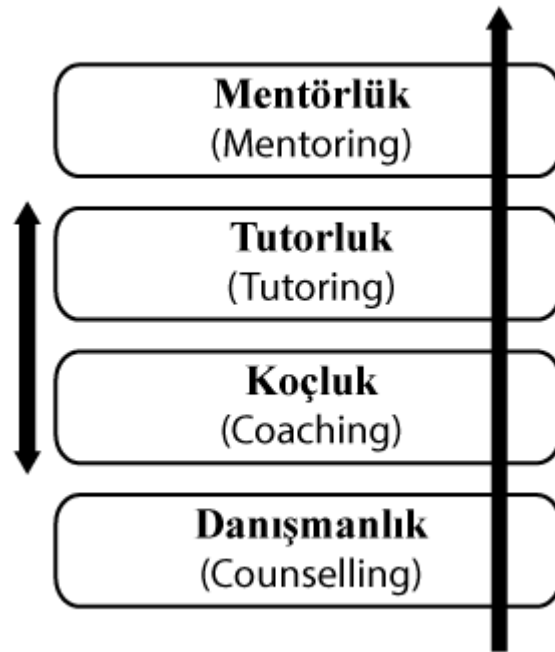 Mentörlük
(Mentoring)
Tutorluk
(Tutoring)
Koçluk
(Coaching)
Danışmanlık
(Counselling)